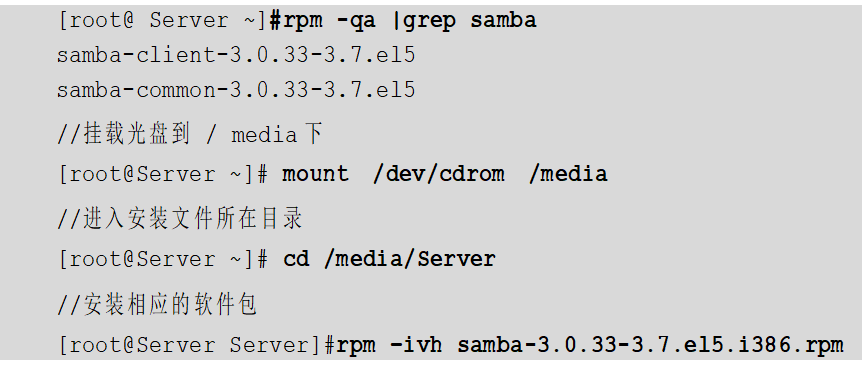 [root@ Server ~]#rpm -qa |grep samba
samba-client-3.0.33-3.7.el5
samba-common-3.0.33-3.7.el5
//挂载光盘到 / media下
[root@Server ~]# mount /dev/cdrom /media
//进入安装文件所在目录
[root@Server ~]# cd /media/Server
//安装相应的软件包
[root@Server Server]#rpm -ivh samba-3.0.33-3.7.el5.i386.rpm